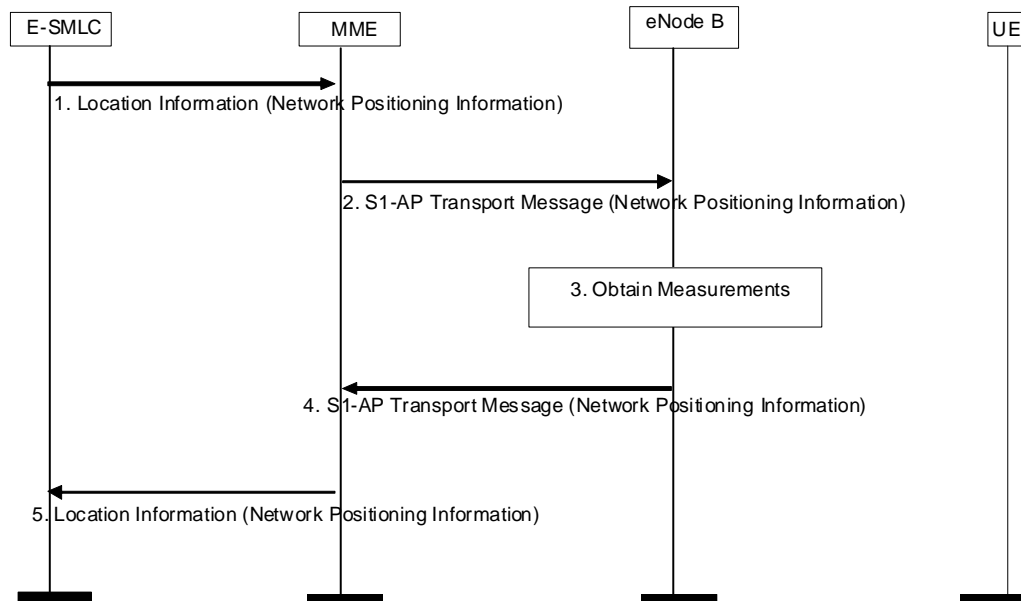 E-SMLC
MME
eNode B
UE
1. Location Information (Network Positioning Information)
2. S1-AP Transport Message (Network Positioning Information)
3. Obtain Measurements
4. S1-AP Transport Message (Network Positioning Information)
5. Location Information (Network Positioning Information)